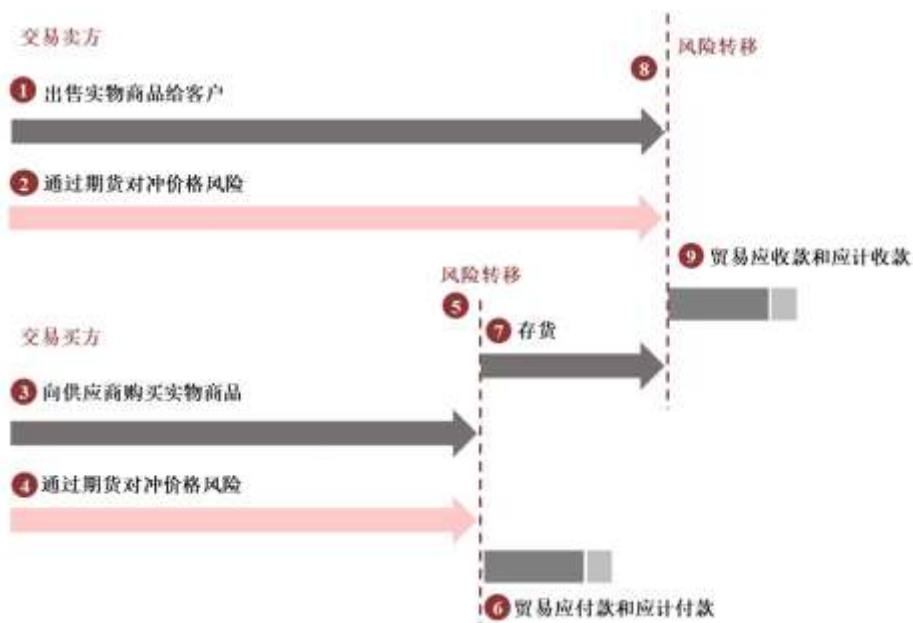 交易卖方
风险转移
8
1 出售实物商品给客户
2 通过期货对冲价格风险
9 贸易应收款和应计收款
风险转移
5
交易买方
7 存货
3 向供应商购买实物商品
4 通过期货对冲价格风险
6 贸易应付款和应计付款